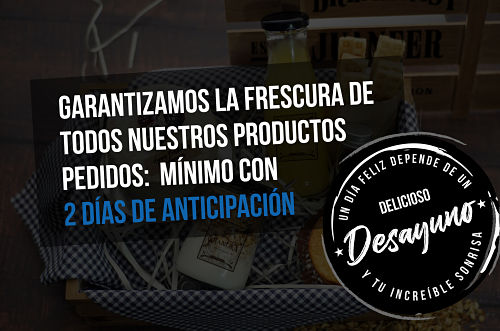 GARANTIZAMOS LA FRESCURA DE
TODOS NUESTROS PRODUCTOS
PEDIDOS: MÍNIMO CON
2 DÍAS DE ANTICIPACIÓN
UN DÍA FELIZ DEPENDE DE UN
DELICIOSO
Desayuno
Y TU INCREÍBLE SONRISA